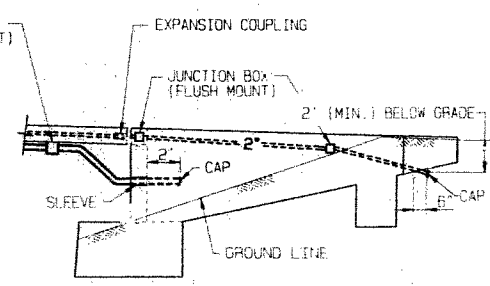 EXPANSION COUPLING
T)
JUNCTION BOX
(FLUSH MOUNT)
2' (MIN.) BELOW GRADE
2"
2'
CAP
SLEEVE
CAP
6"
GROUND LINE